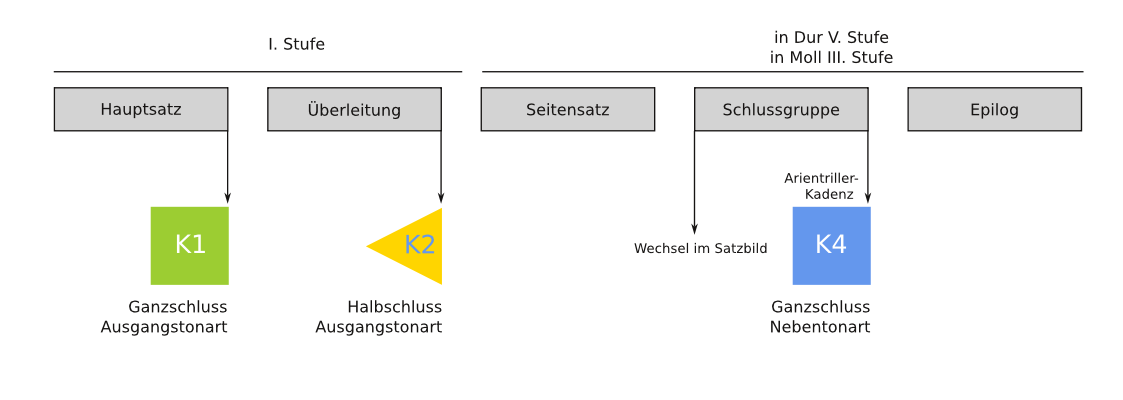 I. Stufe
in Dur V. Stufe
in Moll III. Stufe
Hauptsatz
Überleitung
Seitensatz
Schlussgruppe
Epilog
Arientriller-
Kadenz
K1
K2
Wechsel im Satzbild
K4
Ganzschluss
Ausgangstonart
Halbschluss
Ausgangstonart
Ganzschluss
Nebentonart